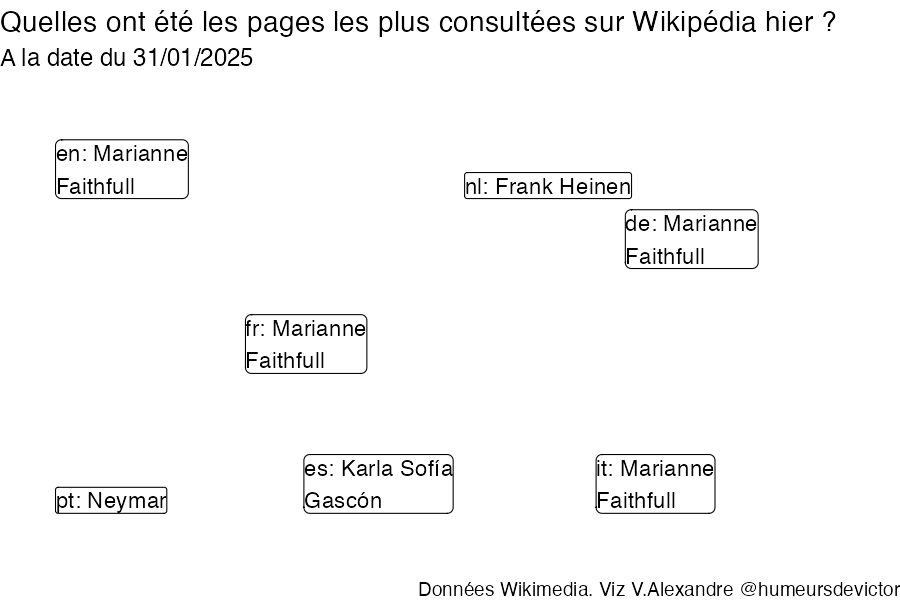 Quelles ont été les pages les plus consultées sur Wikipédia hier ?
A la date du 31/01/2025
en: Marianne
Faithfull
nl: Frank Heinen
de: Marianne
Faithfull
fr: Marianne
Faithfull
es: Karla Sofía
Gascón
it: Marianne
Faithfull
pt: Neymar
Données Wikimedia. Viz V.Alexandre @humeursdevictor